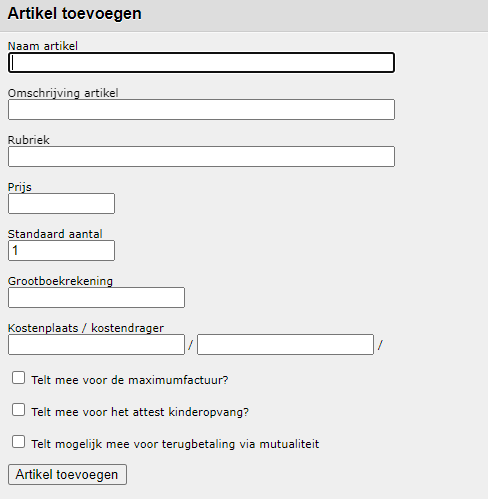 Artikel toevoegen
Naam artikel
Omschrijving artikel
Rubriek
Prijs
Standaard aantal
1
Grootboekrekening
Kostenplaats / kostendrager
/ /
Telt mee voor de maximumfactuur?
Telt mee voor het attest kinderopvang?
Telt mogelijk mee voor terugbetaling via mutualiteit
Artikel toevoegen